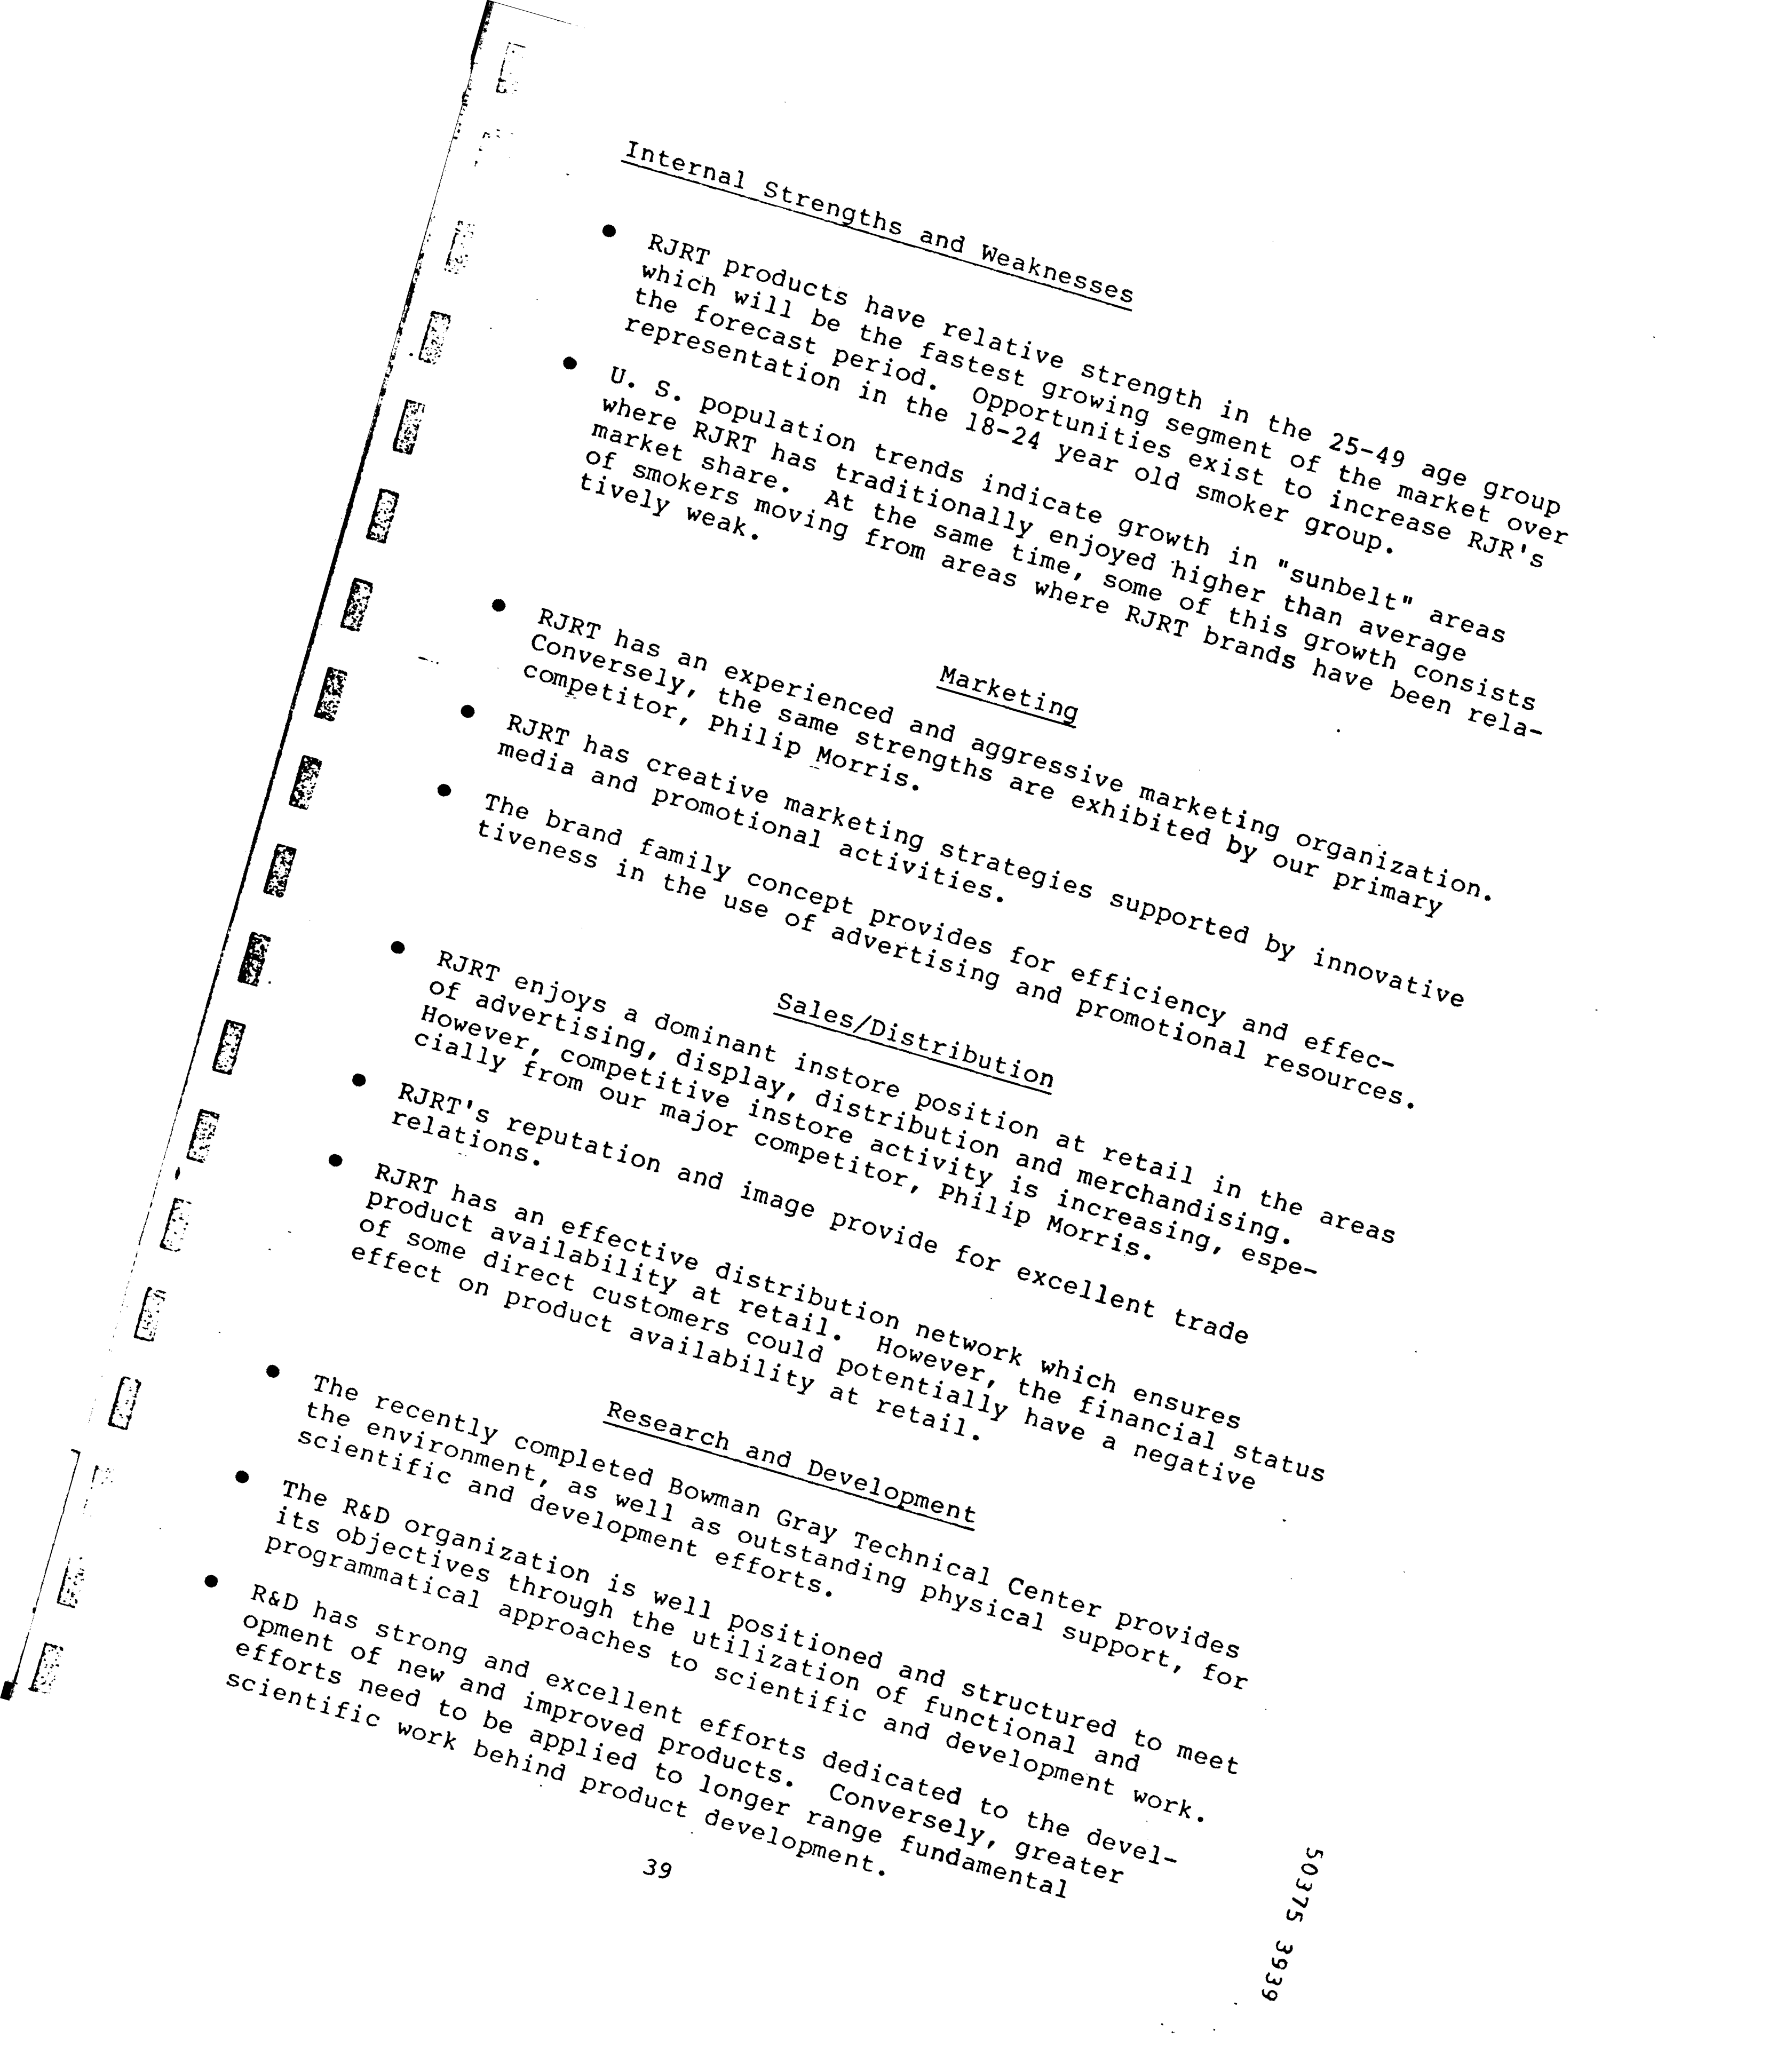 Internal Strengths and Weaknesses
● RJRT products have relative strength in the 25-49 age group
which will be the fastest growing segment of the market over
the forecast period. Opportunities exist to increase RJR's
representation in the 18-24 year old smoker group.
● U. S. population trends indicate growth in "sunbelt" areas
where RJRT has traditionally enjoyed higher than average
market share. At the same time, some of this growth consists
of smokers moving from areas where RJRT brands have been rela-
tively weak.
Marketing
● RJRT has an experienced and aggressive marketing organization.
Conversely, the same strengths are exhibited by our primary
competitor, Philip Morris.
● RJRT has creative marketing strategies supported by innovative
media and promotional activities.
● The brand family concept provides for efficiency and effec-
tiveness in the use of advertising and promotional resources.
Sales/Distribution
● RJRT enjoys a dominant instore position at retail in the areas
of advertising, display, distribution and merchandising.
However, competitive instore activity is increasing, espe-
cially from our major competitor, Philip Morris.
● RJRT's reputation and image provide for excellent trade
relations.
● RJRT has an effective distribution network which ensures
product availability at retail. However, the financial status
of some direct customers could potentially have a negative
effect on product availability at retail.
Research and Development
● The recently completed Bowman Gray Technical Center provides
the environment, as well as outstanding physical support, for
scientific and development efforts.
● The R&D organization is well positioned and structured to meet
its objectives through the utilization of functional and
programmatical approaches to scientific and development work.
● R&D has strong and excellent efforts dedicated to the devel-
opment of new and improved products. Conversely, greater
efforts need to be applied to longer range fundamental
scientific work behind product development.
39
50375 3939